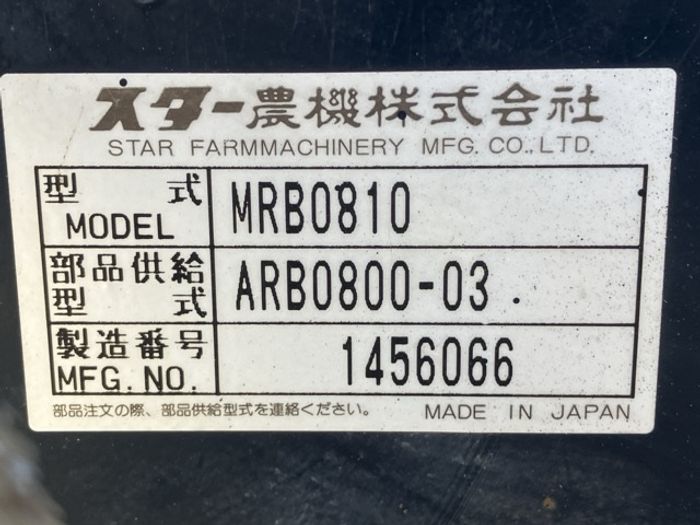 スター農機株式会社
STAR FARMMACHINERY MFG. CO., LTD.
型 式 MODEL MRB0810
部品供給型 式 ARB0800-03.
製造番号 MFG. NO. 1456066
部品注文の際、部品供給型式を連絡ください。 MADE IN JAPAN